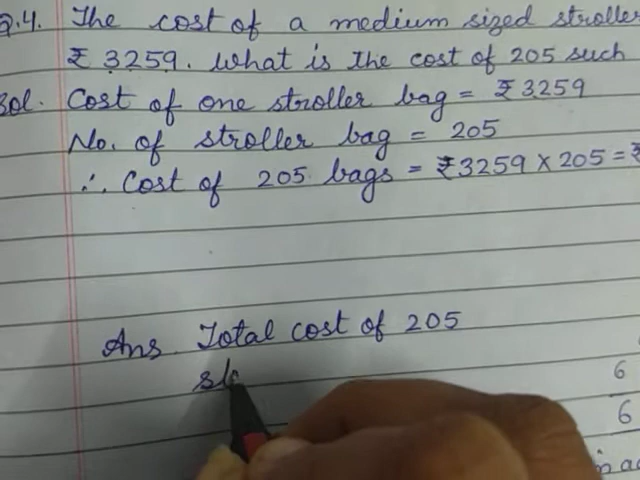 Q.4. The cost of a medium sized stroller
₹ 3259. What is the cost of 205 such
Sol. Cost of one stroller bag = ₹ 3259
No. of stroller bag = 205
∴ Cost of 205 bags = ₹3259 × 205 = ₹
Ans. Total cost of 205
6
6